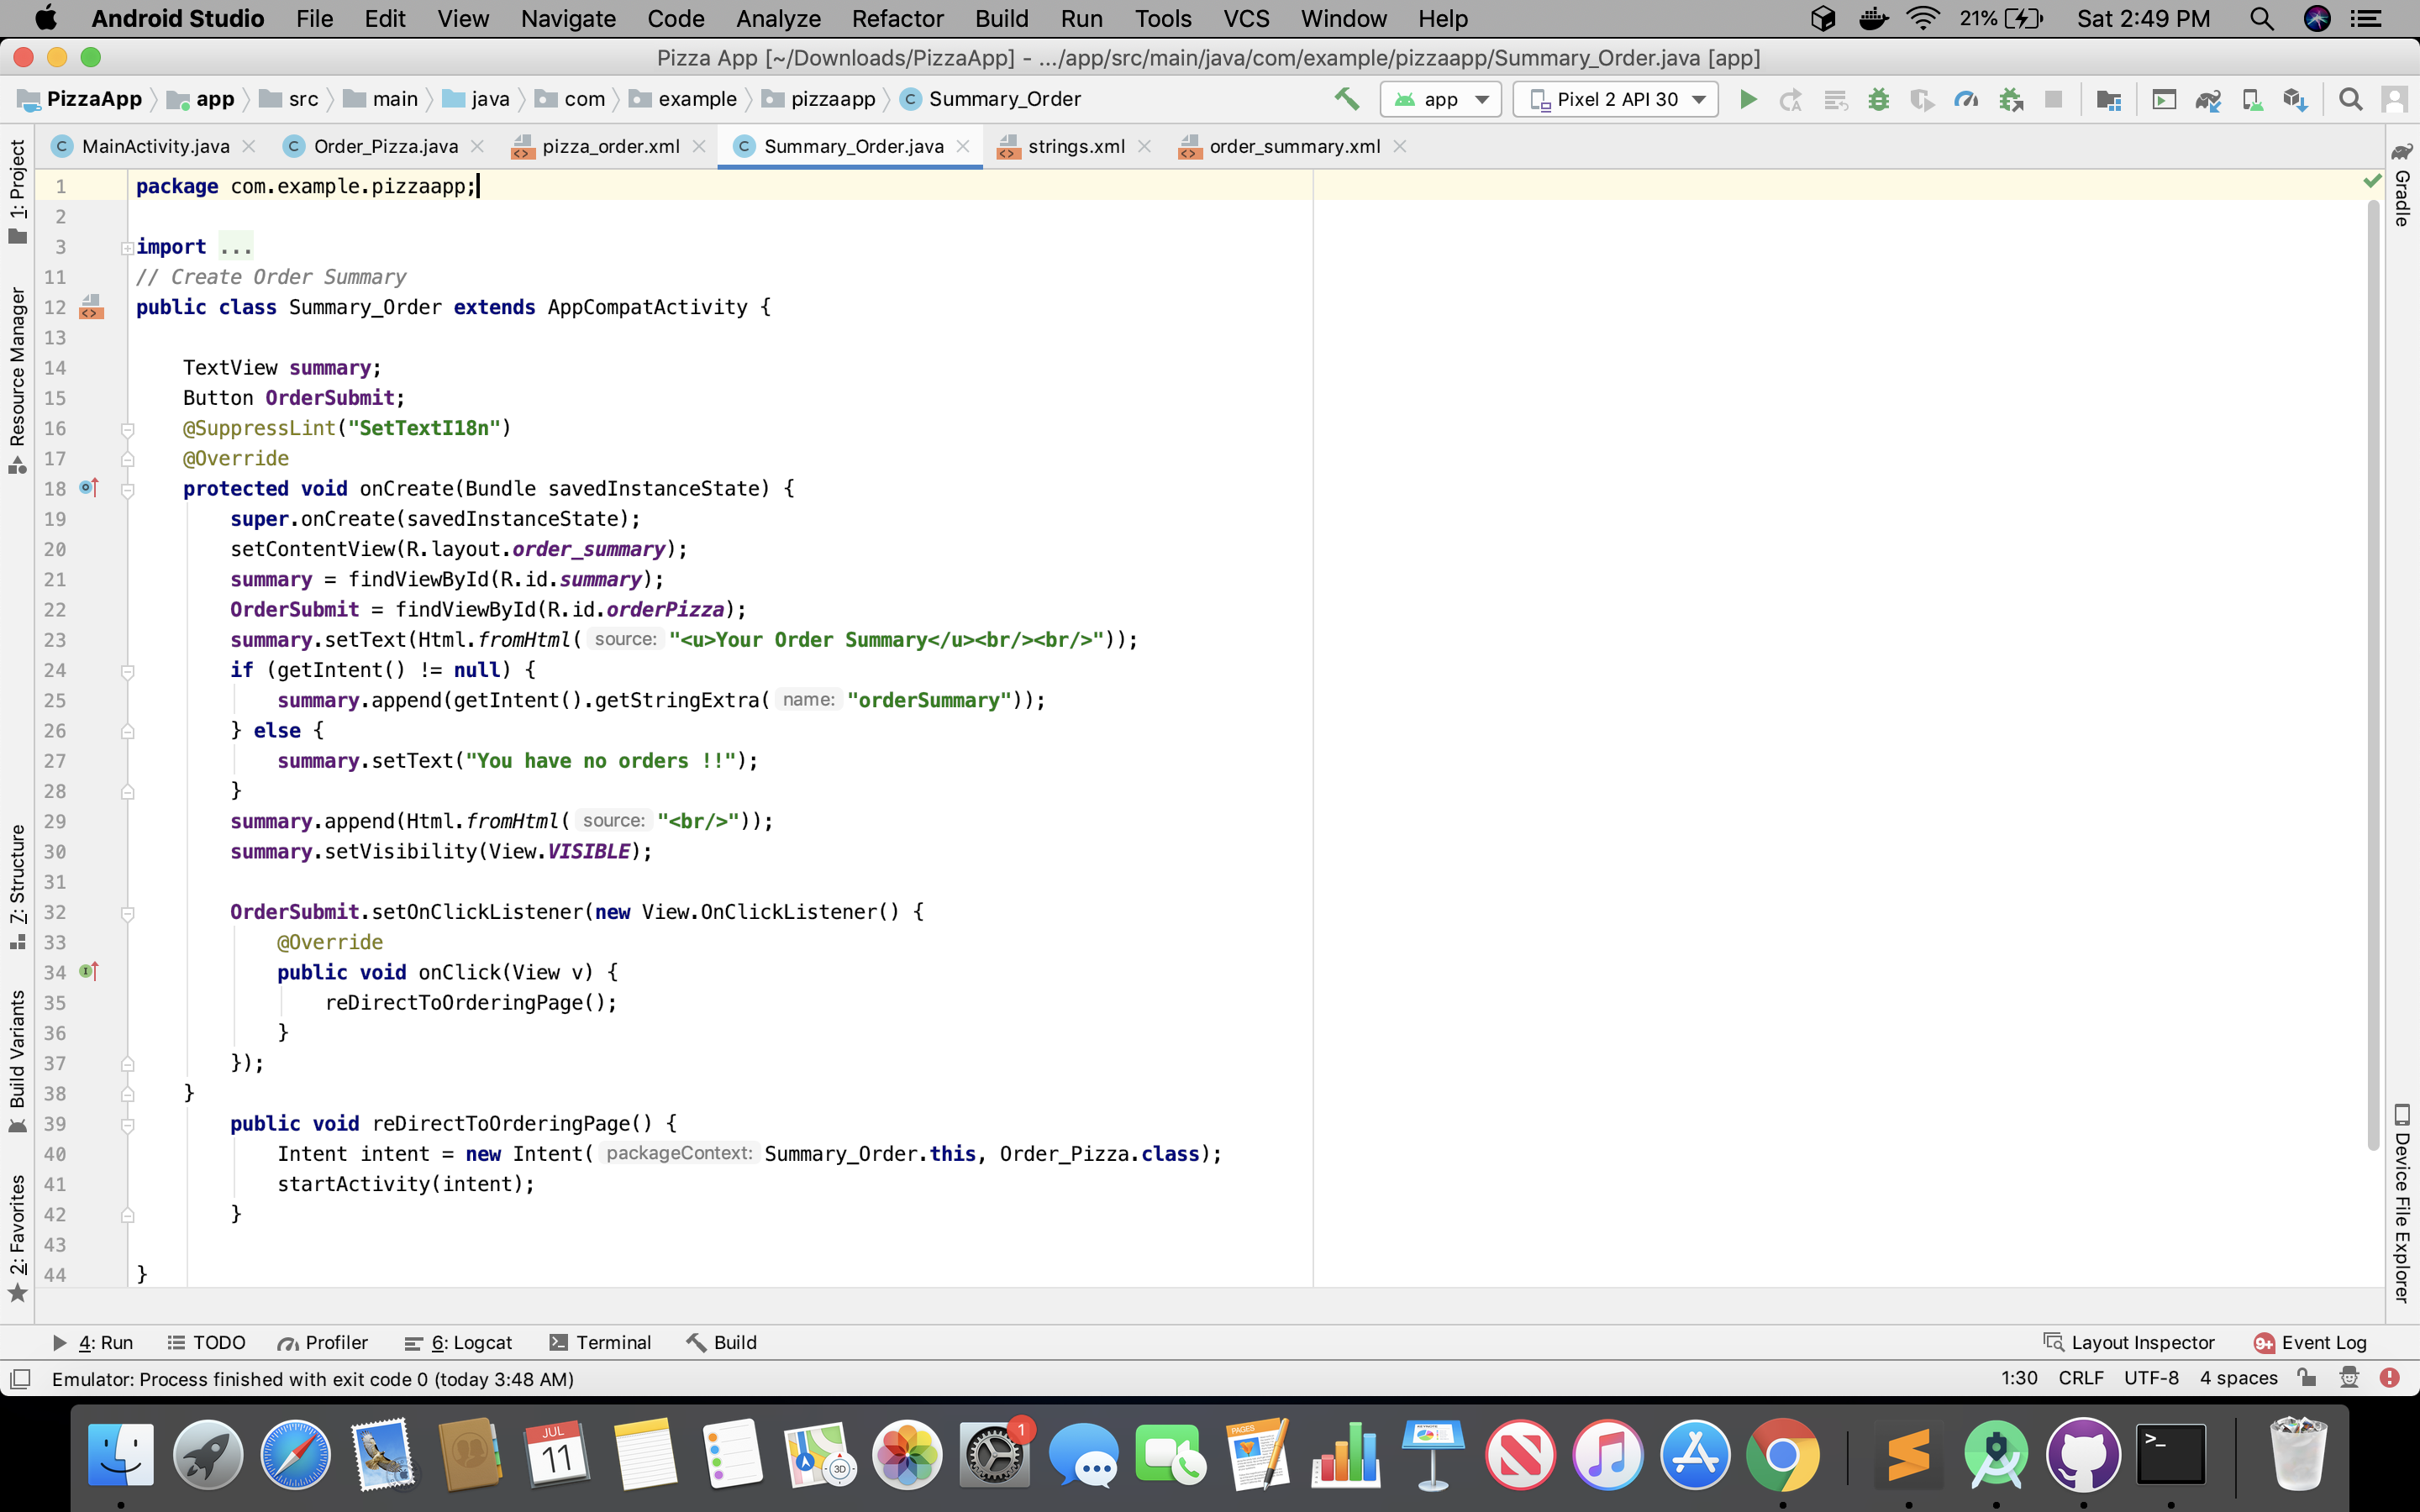 Android Studio File Edit View Navigate Code Analyze Refactor Build Run Tools VCS Window Help 21% Sat 2:49 PM
Pizza App [~/Downloads/PizzaApp] - .../app/src/main/java/com/example/pizzaapp/Summary_Order.java [app]
PizzaApp app src main java com example pizzaapp Summary_Order app Pixel 2 API 30
MainActivity.java Order_Pizza.java pizza_order.xml Summary_Order.java strings.xml order_summary.xml
1: Project
Resource Manager
7: Structure
Build Variants
2: Favorites
1 package com.example.pizzaapp;
2
3 import ...
11 // Create Order Summary
12 public class Summary_Order extends AppCompatActivity {
13
14 TextView summary;
15 Button OrderSubmit;
16 @SuppressLint("SetTextI18n")
17 @Override
18 protected void onCreate(Bundle savedInstanceState) {
19 super.onCreate(savedInstanceState);
20 setContentView(R.layout.order_summary);
21 summary = findViewById(R.id.summary);
22 OrderSubmit = findViewById(R.id.orderPizza);
23 summary.setText(Html.fromHtml( source: "<u>Your Order Summary</u><br/><br/>"));
24 if (getIntent() != null) {
25 summary.append(getIntent().getStringExtra( name: "orderSummary"));
26 } else {
27 summary.setText("You have no orders !!");
28 }
29 summary.append(Html.fromHtml( source: "<br/>"));
30 summary.setVisibility(View.VISIBLE);
31
32 OrderSubmit.setOnClickListener(new View.OnClickListener() {
33 @Override
34 public void onClick(View v) {
35 reDirectToOrderingPage();
36 }
37 });
38 }
39 public void reDirectToOrderingPage() {
40 Intent intent = new Intent( packageContext: Summary_Order.this, Order_Pizza.class);
41 startActivity(intent);
42 }
43
44 }
Gradle
Device File Explorer
4: Run TODO Profiler 6: Logcat Terminal Build Layout Inspector 9+ Event Log
Emulator: Process finished with exit code 0 (today 3:48 AM) 1:30 CRLF UTF-8 4 spaces
JUL
11
3D
1
PAGES
>_